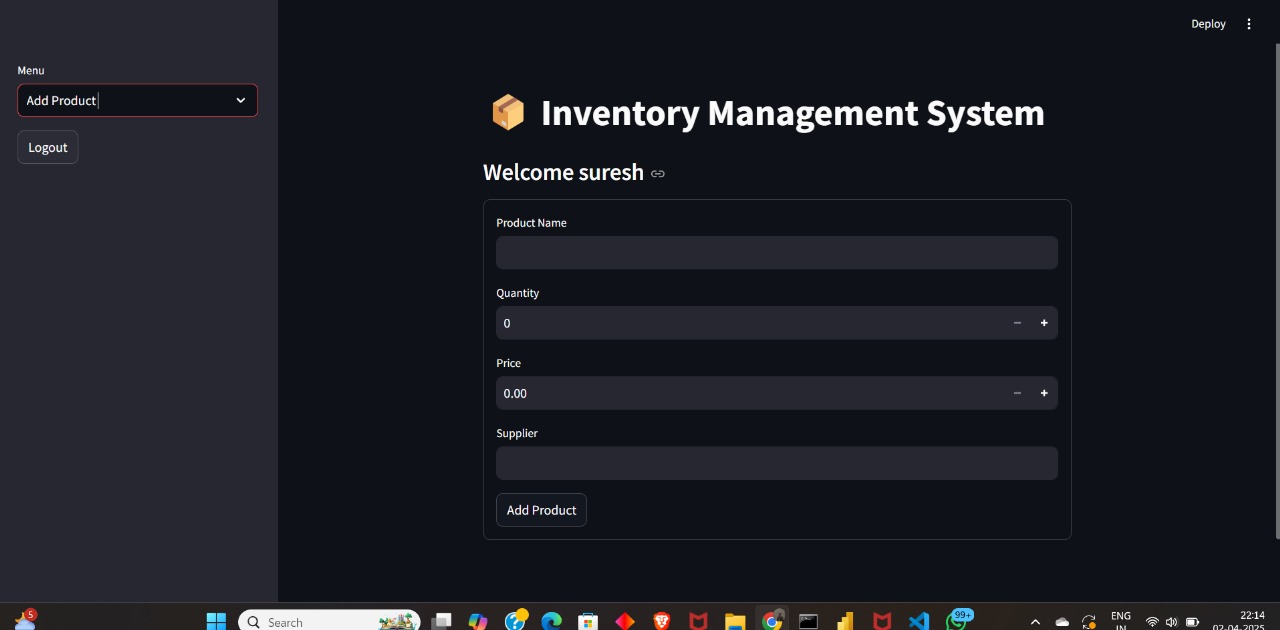 Deploy
Menu
Add Product
Logout
Inventory Management System
Welcome suresh
Product Name
Quantity
0
Price
0.00
Supplier
Add Product
5
Search
99+
ENG
IN
22:14
02-04-2025